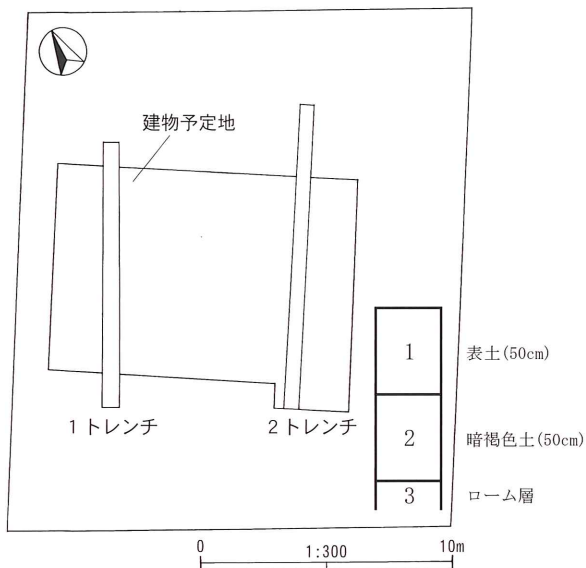 建物予定地
1トレンチ
2トレンチ
1 表土(50cm)
2 暗褐色土(50cm)
3 ローム層
0 1:300 10m